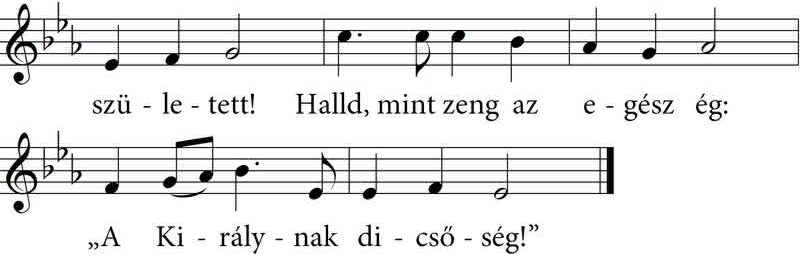 szü - le - tett! Halld, mint zeng az e - gész ég:
„A Ki - rály - nak di - cső - ség!”